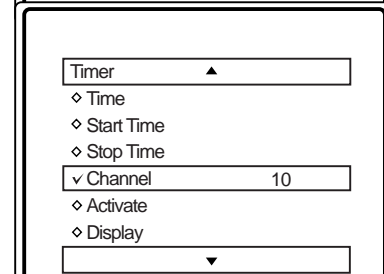 Timer ▲
◇ Time
◇ Start Time
◇ Stop Time
✓ Channel 10
◇ Activate
◇ Display
▼